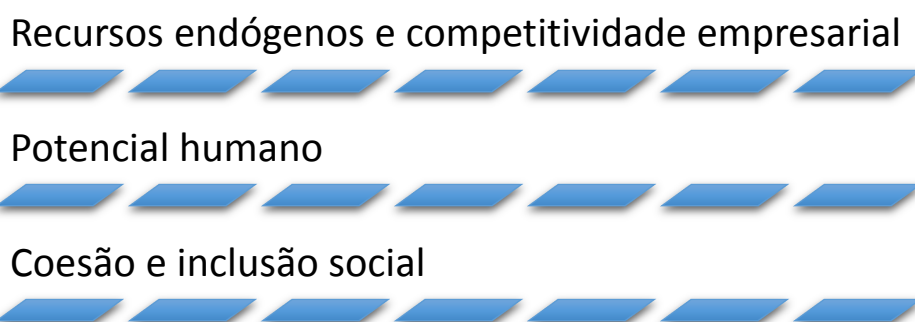 Recursos endógenos e competitividade empresarial
Potencial humano
Coesão e inclusão social